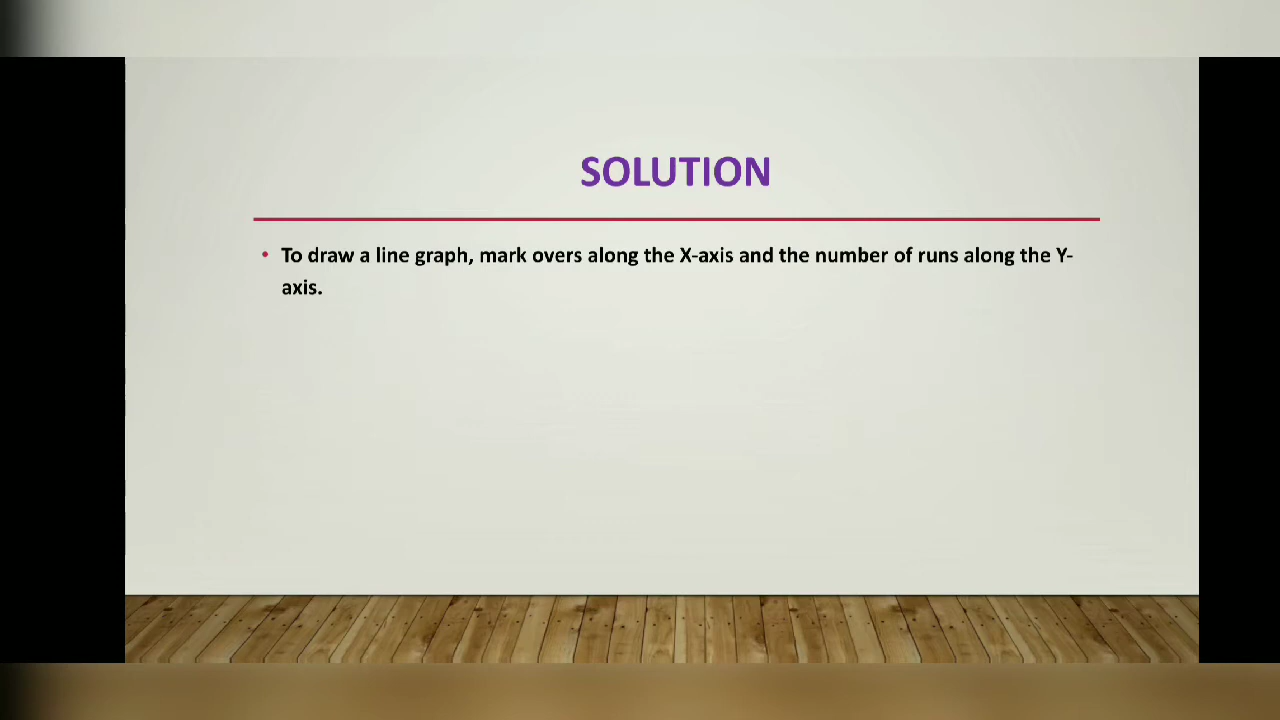 SOLUTION
• To draw a line graph, mark overs along the X-axis and the number of runs along the Y-
axis.